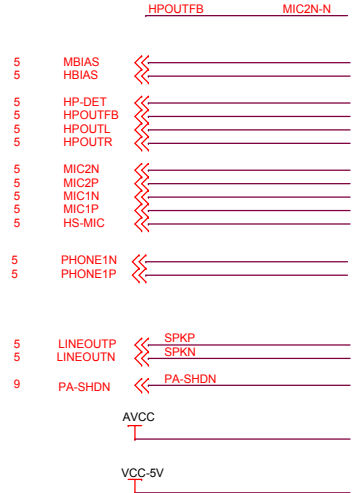 HPOUTFB MIC2N-N
5 MBIAS
5 HBIAS
5 HP-DET
5 HPOUTFB
5 HPOUTL
5 HPOUTR
5 MIC2N
5 MIC2P
5 MIC1N
5 MIC1P
5 HS-MIC
5 PHONE1N
5 PHONE1P
5 LINEOUTP SPKP
5 LINEOUTN SPKN
9 PA-SHDN PA-SHDN
AVCC
VCC-5V